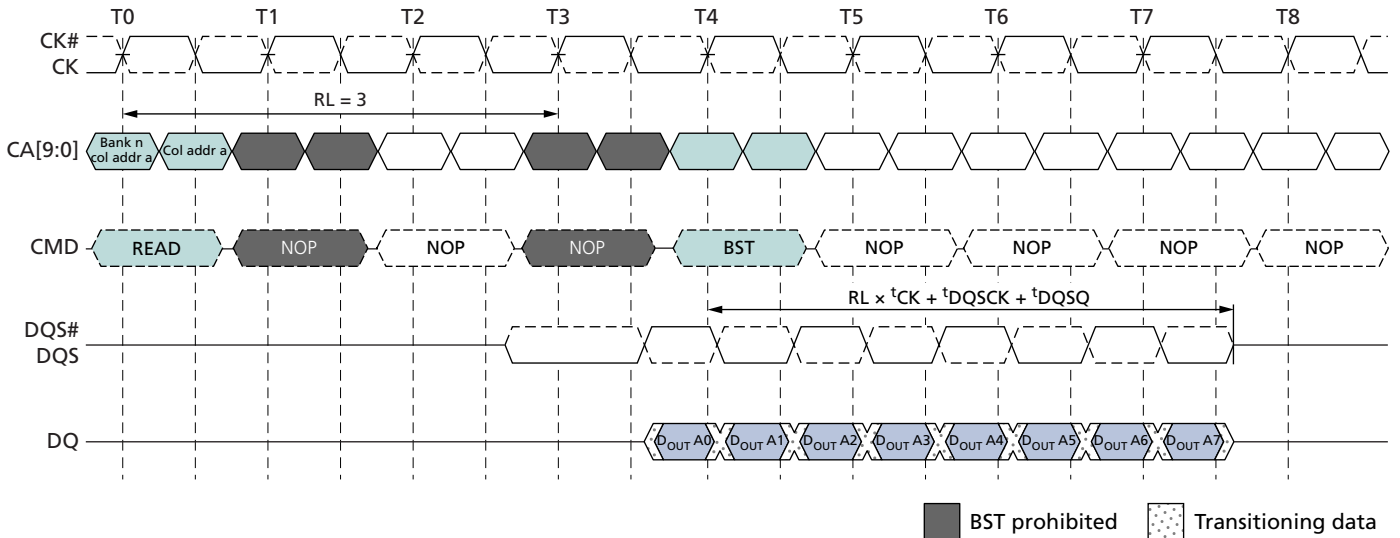 T0 T1 T2 T3 T4 T5 T6 T7 T8
CK#
CK
RL = 3
CA[9:0]
Bank n
col addr a
Col addr a
CMD
READ NOP NOP NOP BST NOP NOP NOP NOP
RL × tCK + tDQSCK + tDQSQ
DQS#
DQS
DQ
DOUT A0 DOUT A1 DOUT A2 DOUT A3 DOUT A4 DOUT A5 DOUT A6 DOUT A7
BST prohibited
Transitioning data